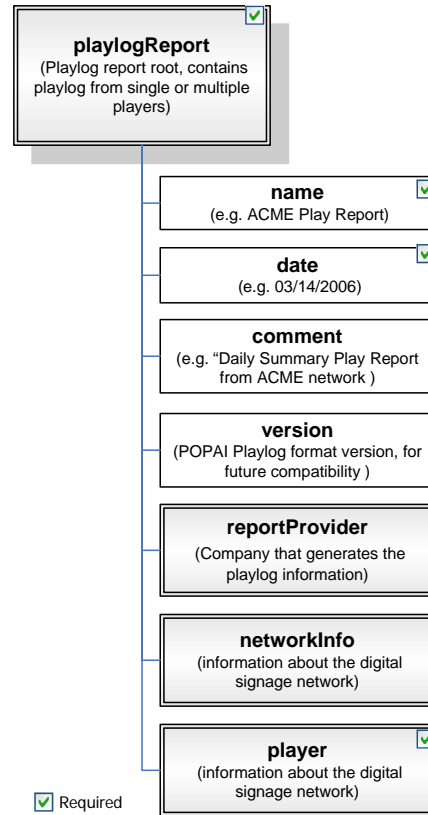 playlogReport
(Playlog report root, contains
playlog from single or multiple
players)
name
(e.g. ACME Play Report)
date
(e.g. 03/14/2006)
comment
(e.g. “Daily Summary Play Report
from ACME network )
version
(POPAI Playlog format version, for
future compatibility )
reportProvider
(Company that generates the
playlog information)
networkInfo
(information about the digital
signage network)
player
(information about the digital
signage network)
Required